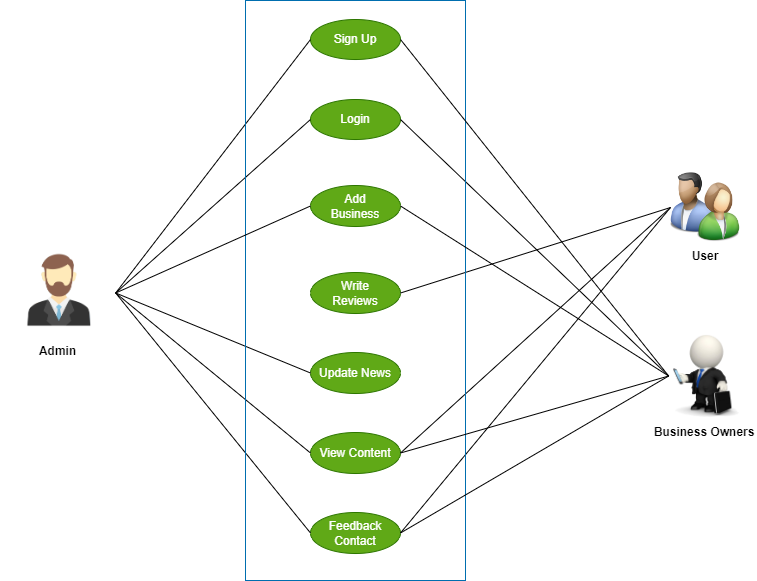 Sign Up
Login
Add
Business
Write
Reviews
Update News
View Content
Feedback
Contact
Admin
User
Business Owners